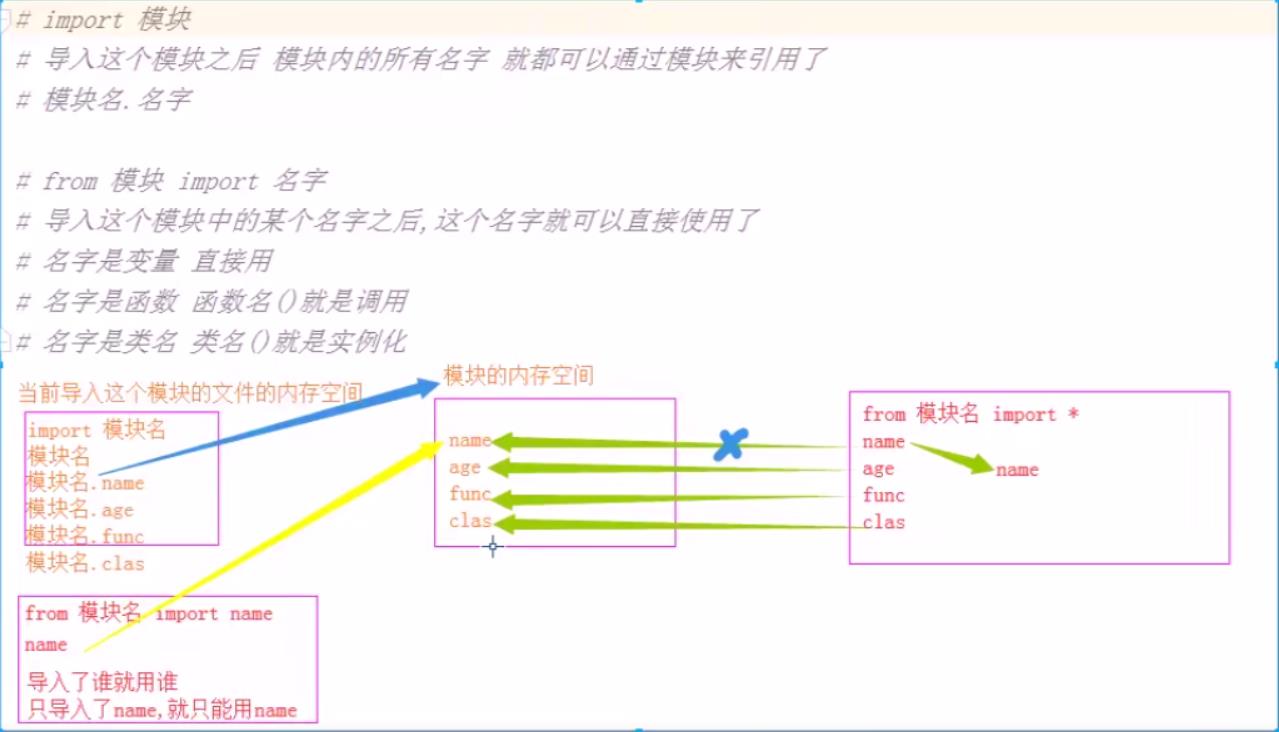 # import 模块
# 导入这个模块之后 模块内的所有名字 就都可以通过模块来引用了
# 模块名.名字
# from 模块 import 名字
# 导入这个模块中的某个名字之后,这个名字就可以直接使用了
# 名字是变量 直接用
# 名字是函数 函数名()就是调用
# 名字是类名 类名()就是实例化
当前导入这个模块的文件的内存空间
import 模块名
模块名
模块名.name
模块名.age
模块名.func
模块名.clas
from 模块名 import name
name
导入了谁就用谁
只导入了name,就只能用name
模块的内存空间
name
age
func
clas
from 模块名 import *
name
age
name
func
clas